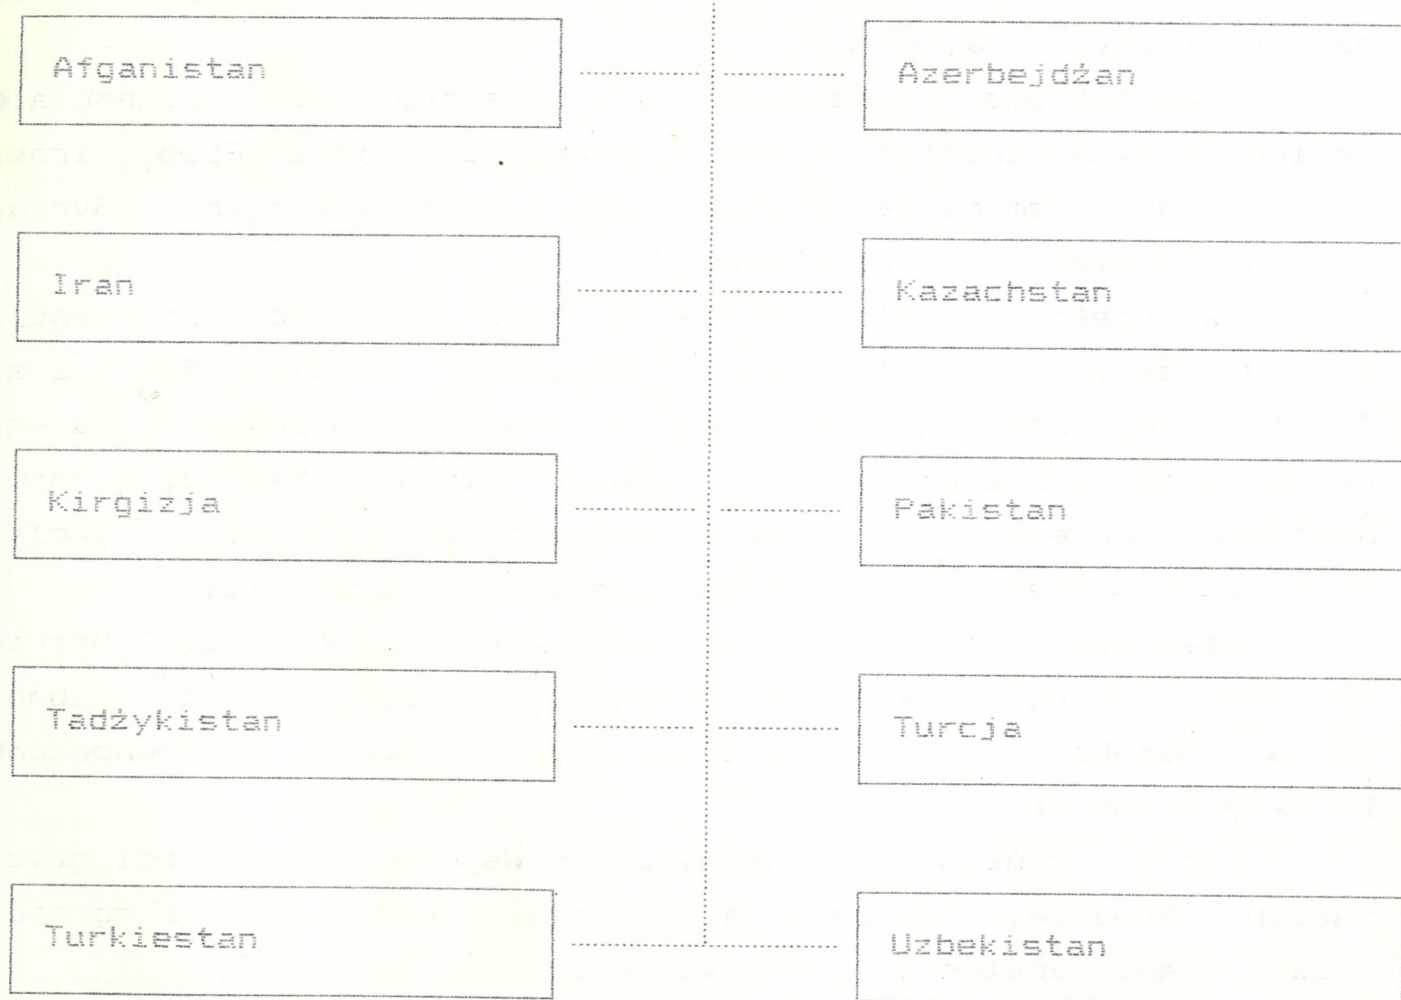 Afganistan
Azerbejdżan
Iran
Kazachstan
Kirgizja
Pakistan
Tadżykistan
Turcja
Turkiestan
Uzbekistan